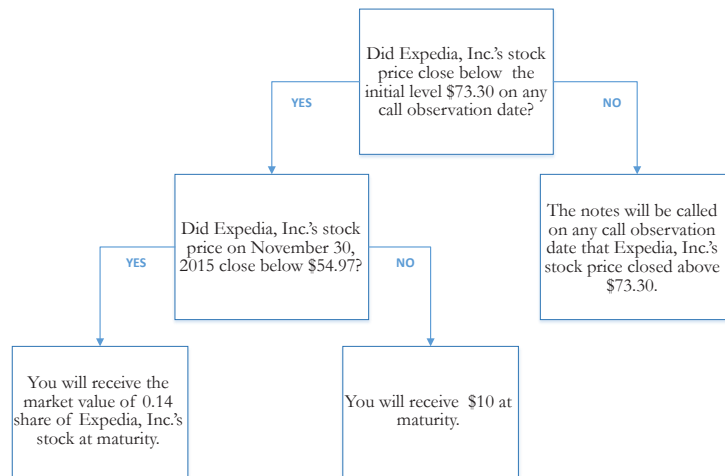 Did Expedia, Inc.'s stock
price close below the
initial level $73.30 on any
call observation date?
YES
NO
Did Expedia, Inc.'s stock
price on November 30,
2015 close below $54.97?
The notes will be called
on any call observation
date that Expedia, Inc.'s
stock price closed above
$73.30.
YES
NO
You will receive the
market value of 0.14
share of Expedia, Inc.'s
stock at maturity.
You will receive $10 at
maturity.